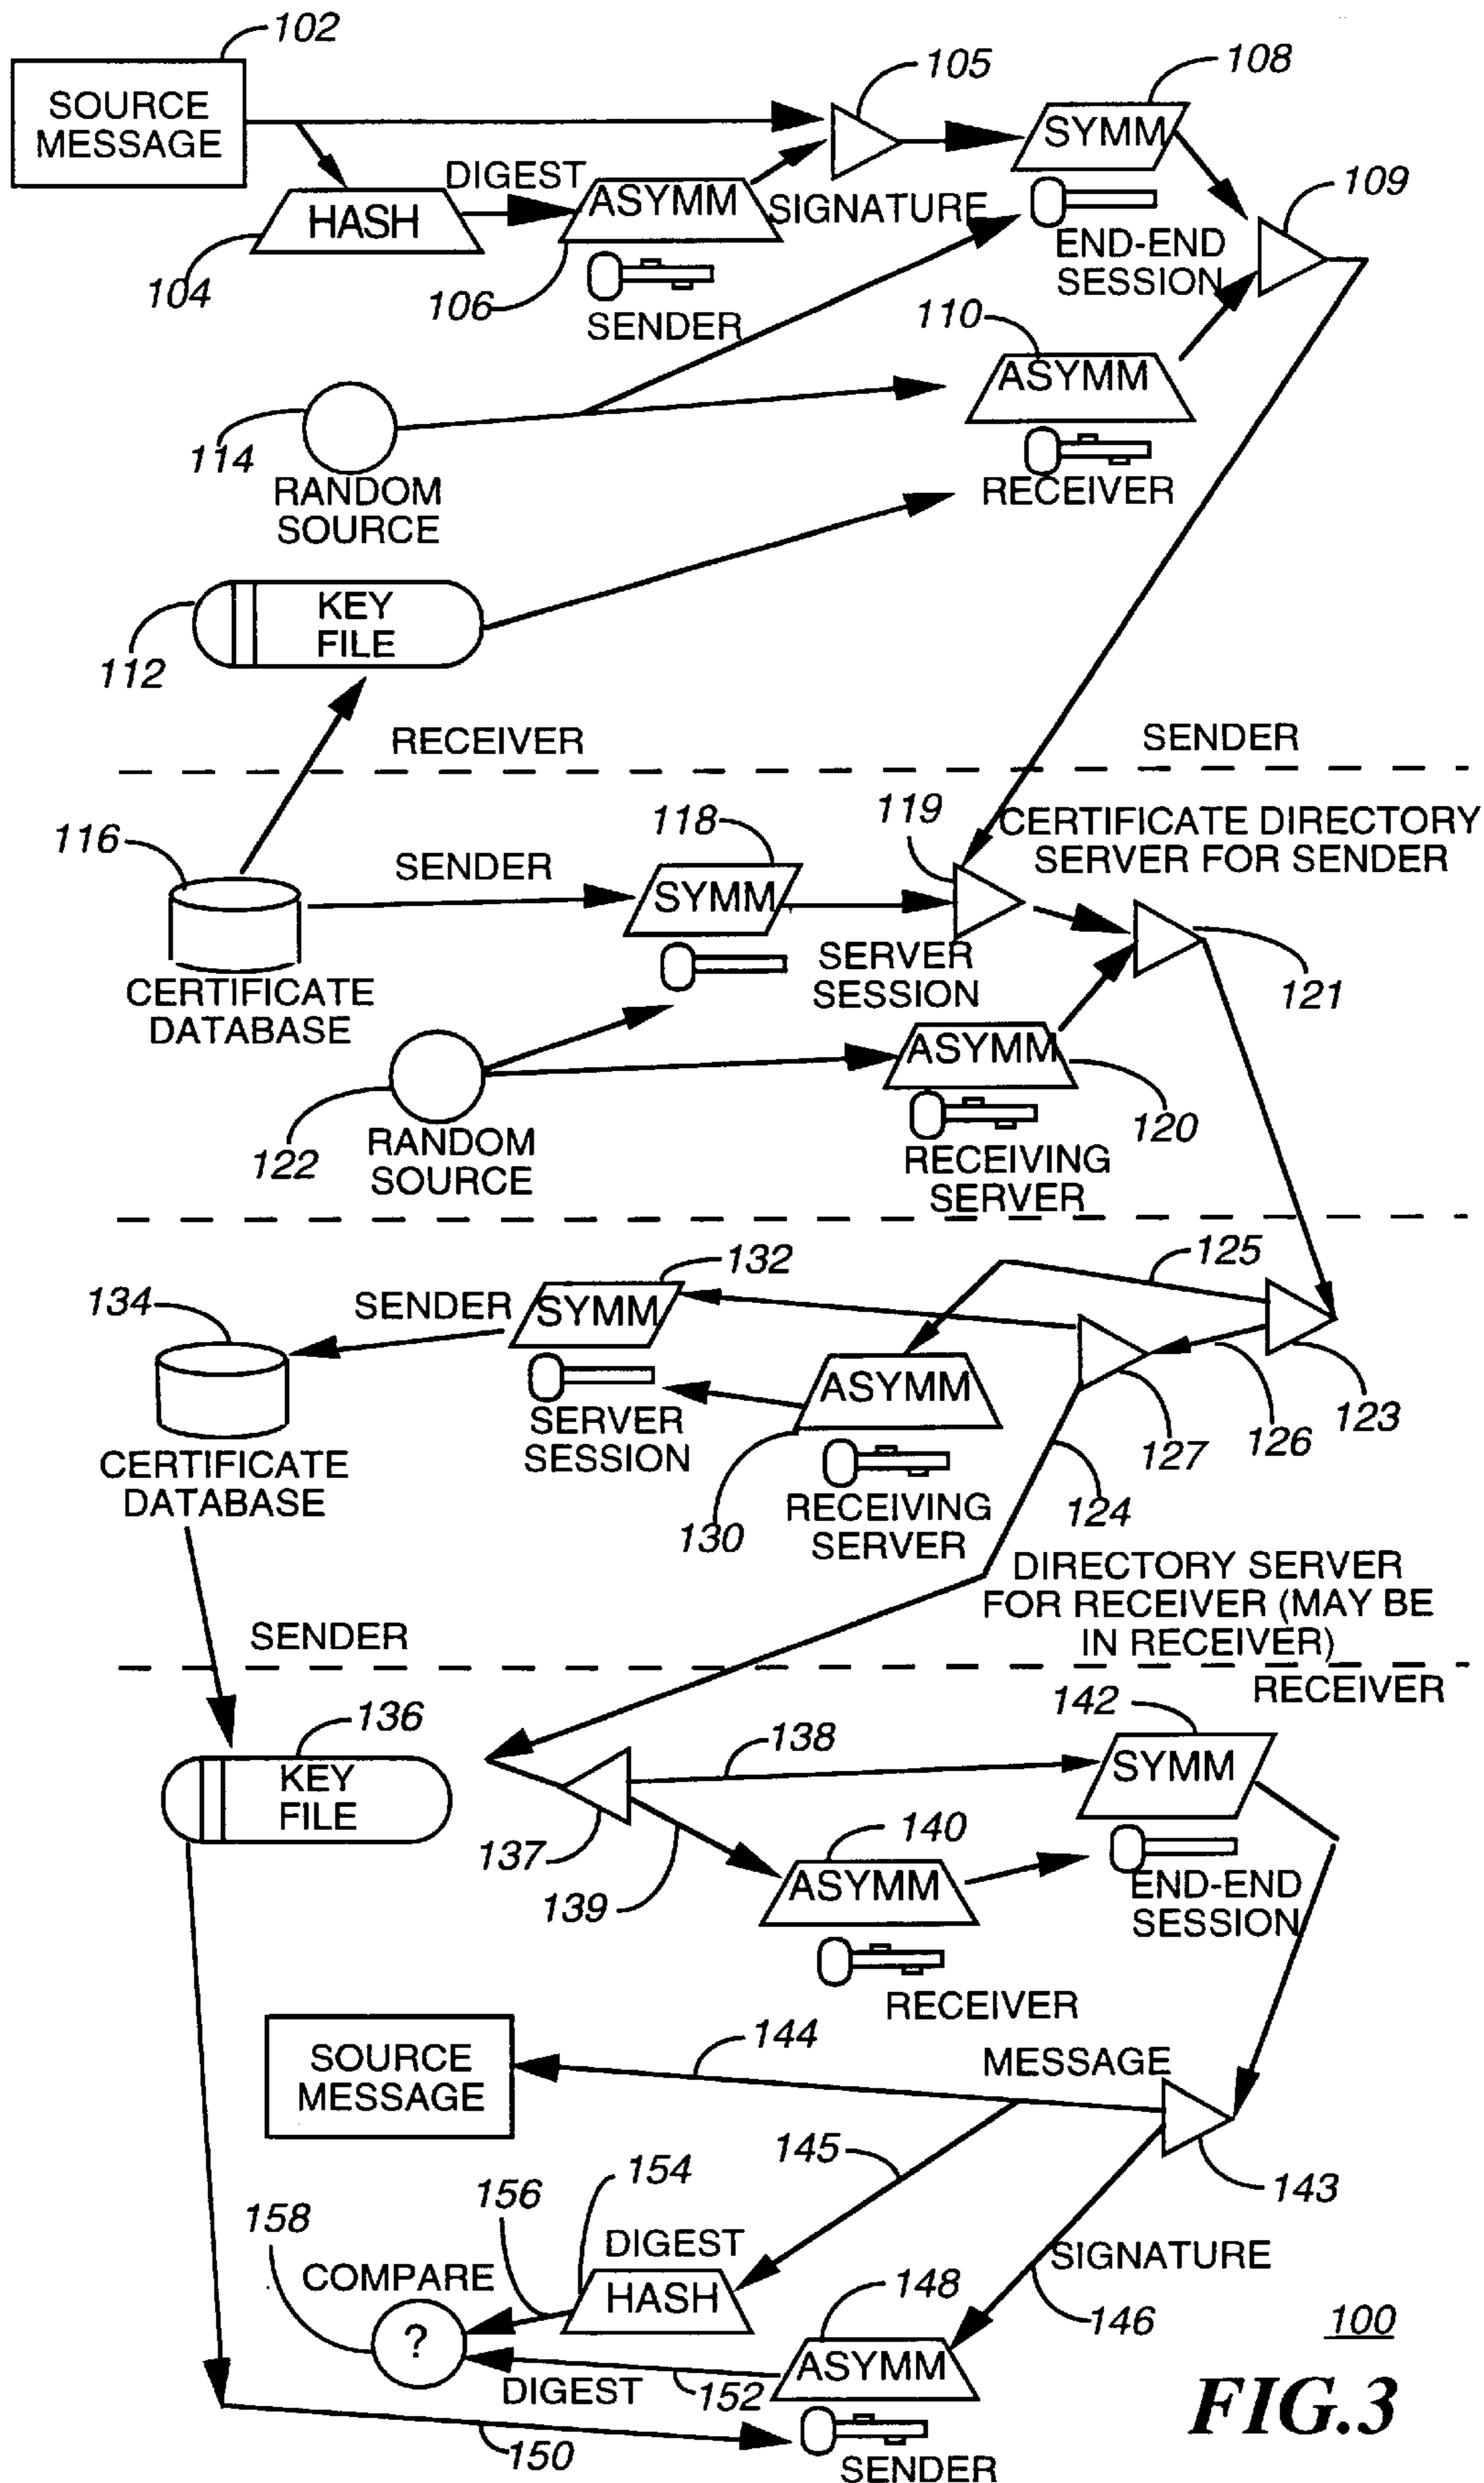 102
SOURCE
MESSAGE
105
108
SYMM
109
DIGEST
HASH
ASYMM
SIGNATURE
104
106
SENDER
END-END
SESSION
110
ASYMM
114
RANDOM
SOURCE
RECEIVER
KEY
FILE
112
RECEIVER
SENDER
116
SENDER
118
SYMM
119
CERTIFICATE DIRECTORY
SERVER FOR SENDER
CERTIFICATE
DATABASE
SERVER
SESSION
121
ASYMM
120
122
RANDOM
SOURCE
RECEIVING
SERVER
125
132
134
SENDER
SYMM
ASYMM
123
SERVER
SESSION
127
126
CERTIFICATE
DATABASE
130
RECEIVING
SERVER
124
DIRECTORY SERVER
FOR RECEIVER (MAY BE
IN RECEIVER)
SENDER
RECEIVER
136
KEY
FILE
138
142
SYMM
137
139
140
ASYMM
END-END
SESSION
RECEIVER
144
SOURCE
MESSAGE
MESSAGE
145
143
154
156
158
DIGEST
COMPARE
HASH
SIGNATURE
148
146
?
ASYMM
DIGEST
152
150
SENDER
100
FIG.3